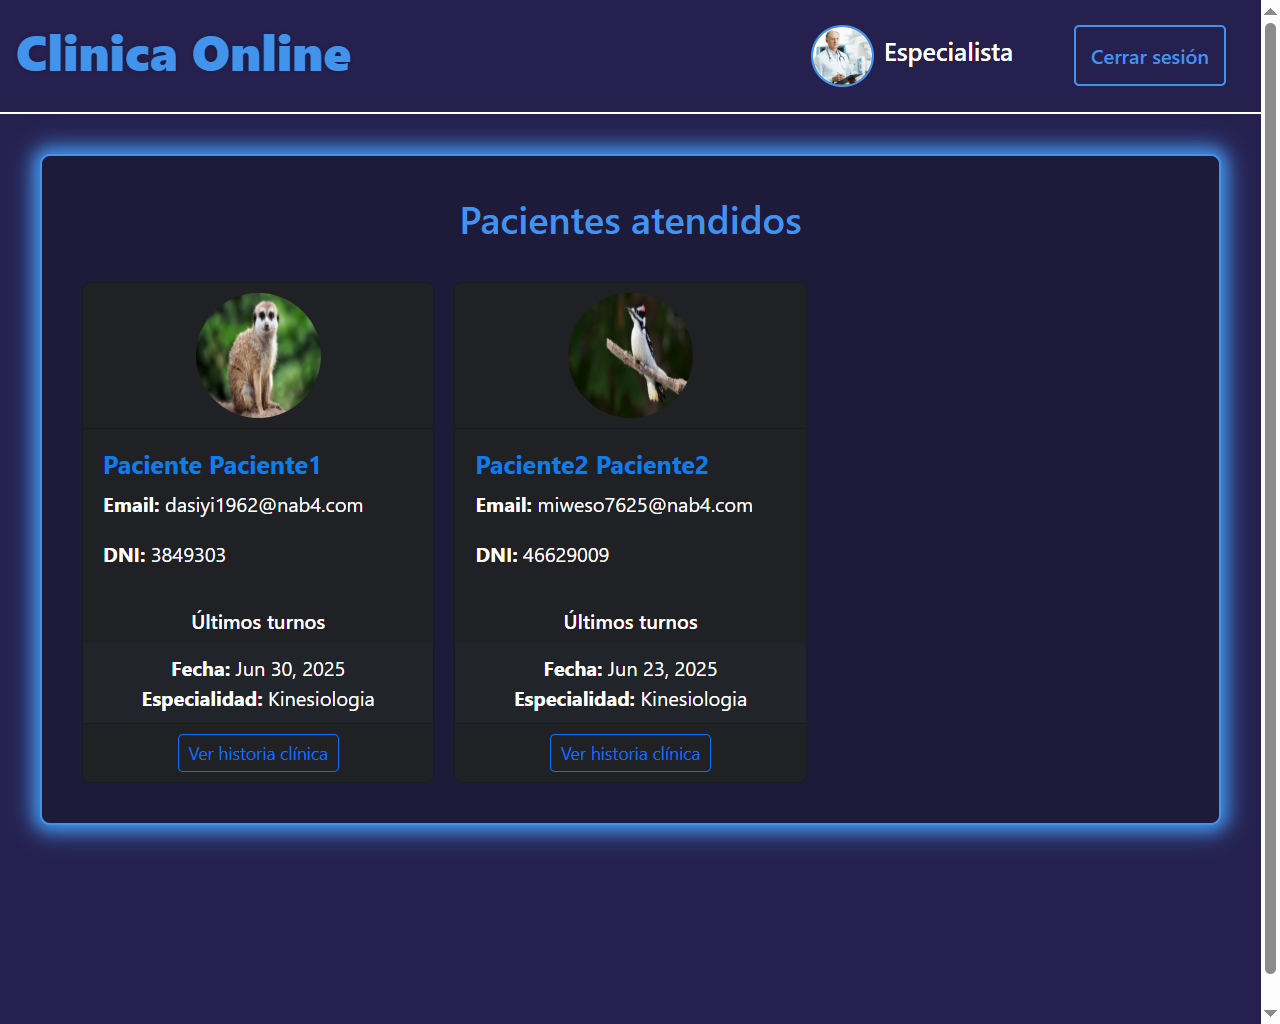 Clinica Online
Especialista
Cerrar sesión
Pacientes atendidos
Paciente Paciente1
Email: dasiyi1962@nab4.com
DNI: 3849303
Últimos turnos
Fecha: Jun 30, 2025
Especialidad: Kinesiologia
Ver historia clínica
Paciente2 Paciente2
Email: miweso7625@nab4.com
DNI: 46629009
Últimos turnos
Fecha: Jun 23, 2025
Especialidad: Kinesiologia
Ver historia clínica